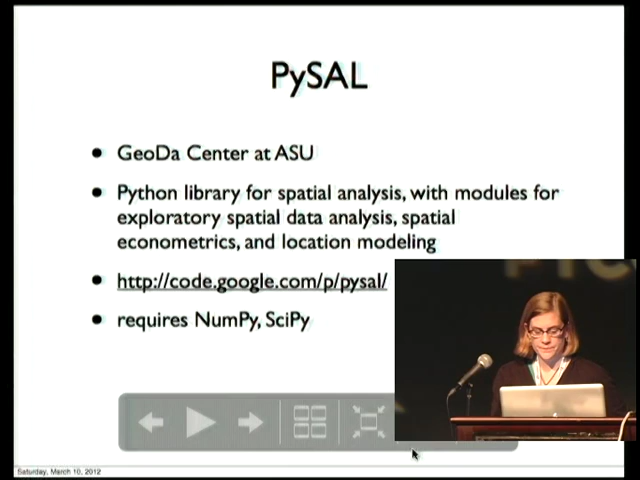 PySAL
• GeoDa Center at ASU
• Python library for spatial analysis, with modules for
exploratory spatial data analysis, spatial
econometrics, and location modeling
• http://code.google.com/p/pysal/
• requires NumPy, SciPy
Saturday, March 10, 2012